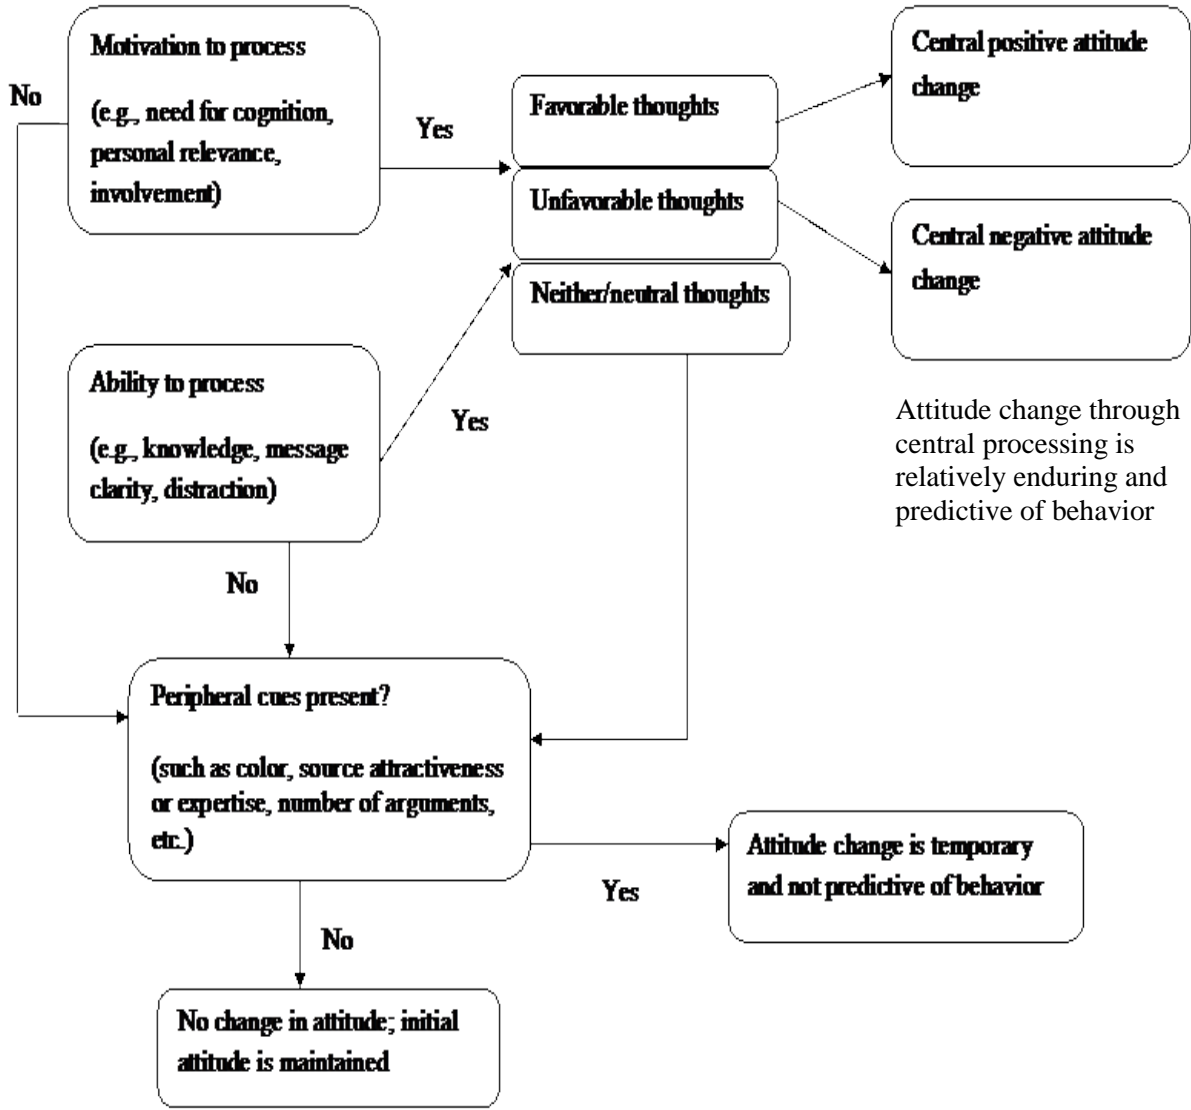 Motivation to process
(e.g., need for cognition,
personal relevance,
involvement)
No
Yes
Favorable thoughts
Unfavorable thoughts
Neither/neutral thoughts
Central positive attitude
change
Central negative attitude
change
Attitude change through
central processing is
relatively enduring and
predictive of behavior
Ability to process
(e.g., knowledge, message
clarity, distraction)
Yes
No
Peripheral cues present?
(such as color, source attractiveness
or expertise, number of arguments,
etc.)
Yes
Attitude change is temporary
and not predictive of behavior
No
No change in attitude; initial
attitude is maintained